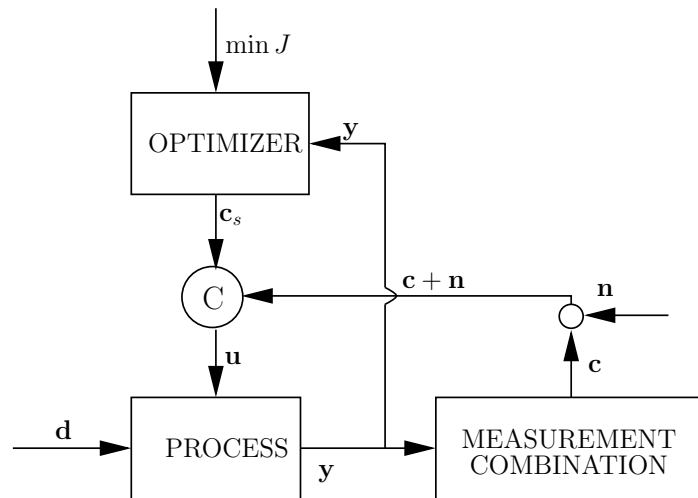 min J
OPTIMIZER
y
c_s
C
c + n
n
u
c
d
PROCESS
y
MEASUREMENT
COMBINATION